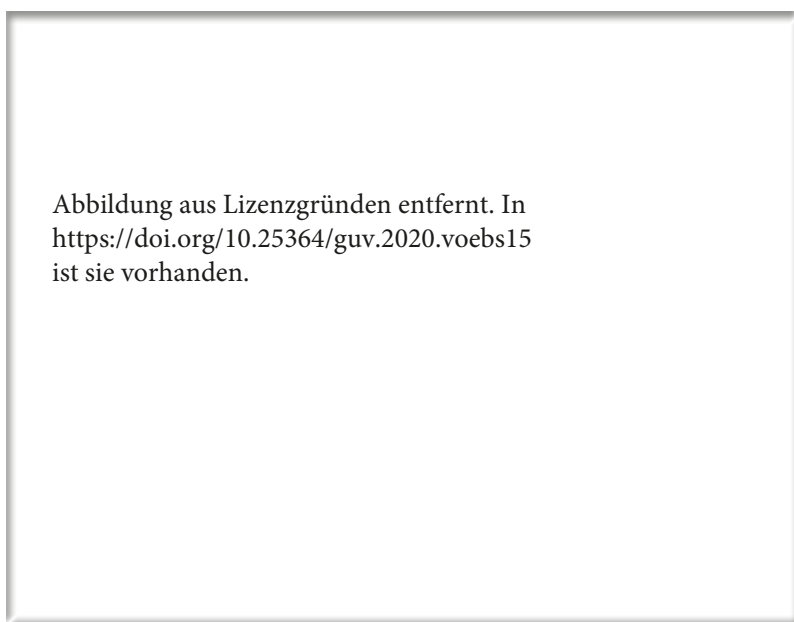 Abbildung aus Lizenzgründen entfernt. In
https://doi.org/10.25364/guv.2020.voebs15
ist sie vorhanden.